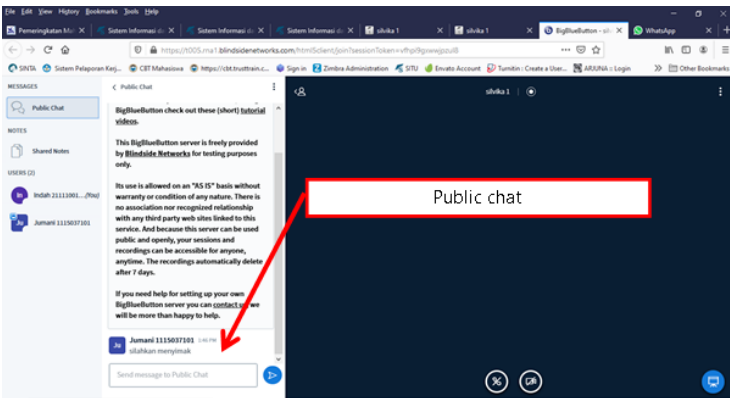 File Edit View History Bookmarks Tools Help
Sistem Informasi
Sistem Informasi
Sistem Informasi
silvika 1
silvika 1
BigBlueButton - silv
WhatsApp
SINTA
Sistem Pelaporan Kerj...
CBT Mahasiswa
https://cbt.trusttrain.c...
Sign in
Zimbra Administration
SITU
Envato Account
Turnitin : Create a User...
ARJUNA :: Login
Other Bookmarks
MESSAGES
Public Chat
NOTES
Shared Notes
USERS (2)
Indah 21111001... (You)
Ju
Jumani 1115037101
Public Chat
BigBlueButton check out these (short) tutorial
videos.
This BigBlueButton server is freely provided
by Blindside Networks for testing purposes
only.
Its use is allowed on an "AS IS" basis without
warranty or condition of any nature. There is
no association nor recognized relationship
with any third party web sites linked to this
service. And because this server can be used
public and openly, your sessions and
recordings can be accessible for anyone,
anytime. The recordings automatically delete
after 7 days.
If you need help for setting up your own
BigBlueButton server you can contact us, we
will be more than happy to help.
Ju
Jumani 1115037101 1:46 PM
silahkan menyimak
Send message to Public Chat
silvika 1
Public chat